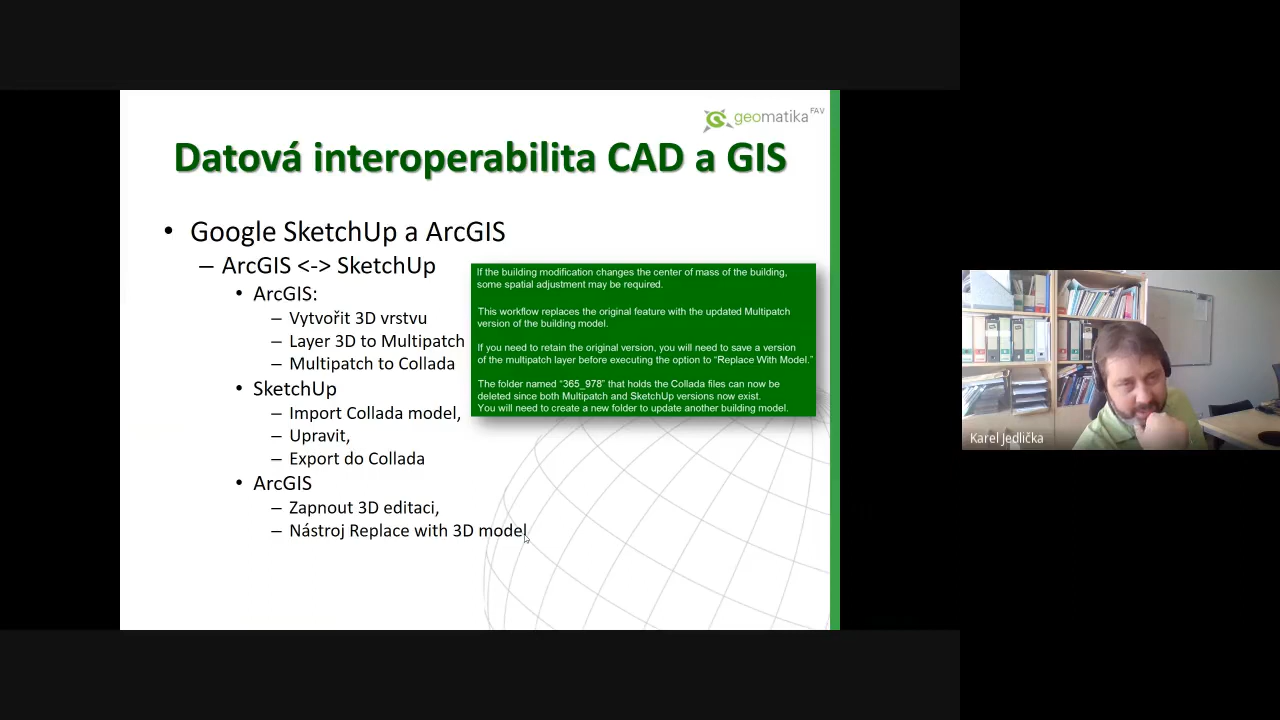 geomatika FAV
Datová interoperabilita CAD a GIS
• Google SketchUp a ArcGIS
– ArcGIS <-> SketchUp
• ArcGIS:
– Vytvořit 3D vrstvu
– Layer 3D to Multipatch
– Multipatch to Collada
• SketchUp
– Import Collada model,
– Upravit,
– Export do Collada
• ArcGIS
– Zapnout 3D editaci,
– Nástroj Replace with 3D model
If the building modification changes the center of mass of the building,
some spatial adjustment may be required.
This workflow replaces the original feature with the updated Multipatch
version of the building model.
If you need to retain the original version, you will need to save a version
of the multipatch layer before executing the option to “Replace With Model.”
The folder named “365_978” that holds the Collada files can now be
deleted since both Multipatch and SketchUp versions now exist.
You will need to create a new folder to update another building model.
Karel Jedlička